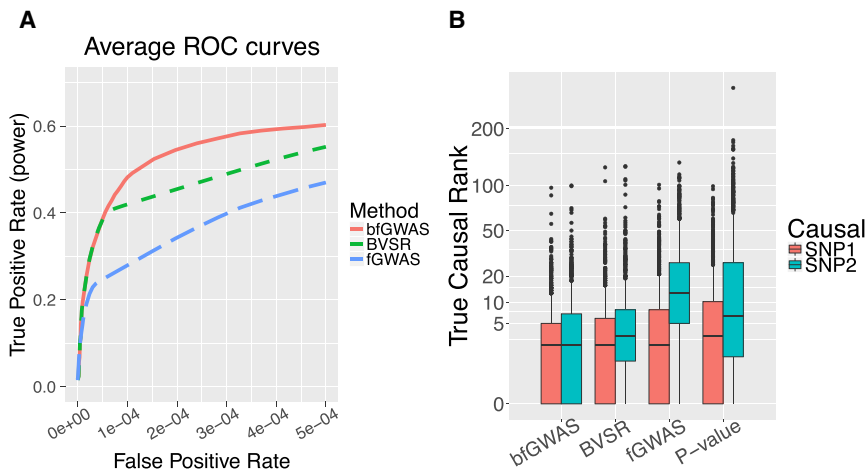 A
Average ROC curves
True Positive Rate (power)
0.6
0.4
0.2
0.0
0e+00
1e−04
2e−04
3e−04
4e−04
5e−04
False Positive Rate
Method
bfGWAS
BVSR
fGWAS
B
True Causal Rank
200
100
50
20
10
5
0
bfGWAS
BVSR
fGWAS
P−value
Causal
SNP1
SNP2